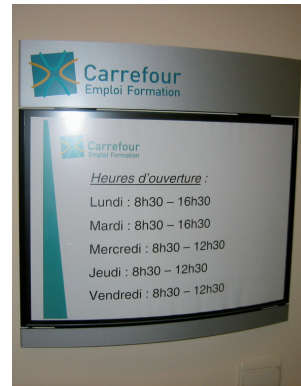 Carrefour
Emploi Formation
Carrefour
Emploi Formation
Heures d'ouverture :
Lundi : 8h30 – 16h30
Mardi : 8h30 – 16h30
Mercredi : 8h30 – 12h30
Jeudi : 8h30 – 12h30
Vendredi : 8h30 – 12h30